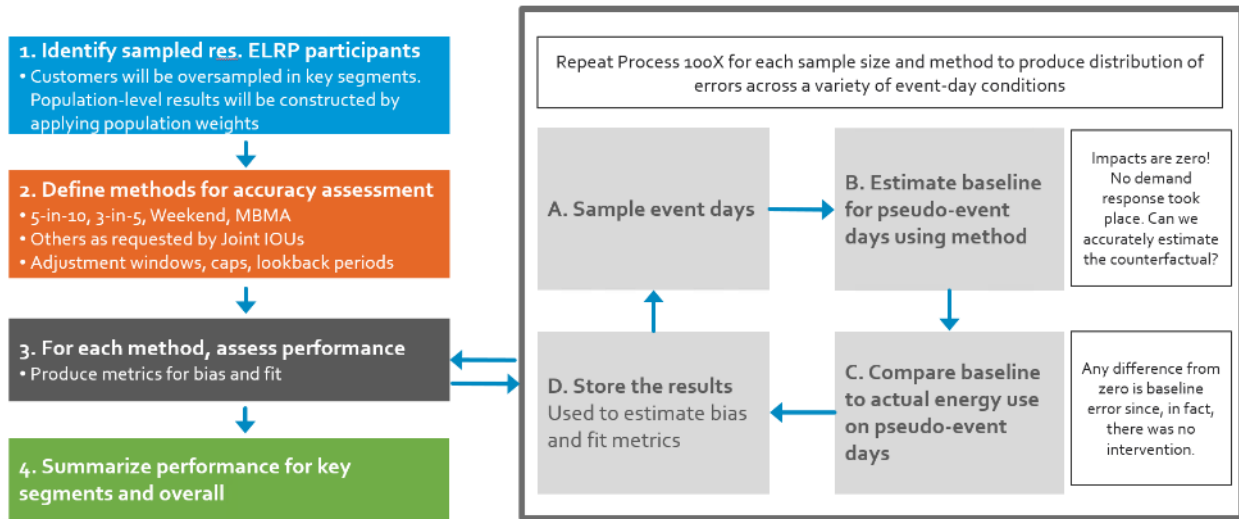 1. Identify sampled res. ELRP participants
• Customers will be oversampled in key segments.
Population-level results will be constructed by
applying population weights
2. Define methods for accuracy assessment
• 5-in-10, 3-in-5, Weekend, MBMA
• Others as requested by Joint IOUs
• Adjustment windows, caps, lookback periods
3. For each method, assess performance
• Produce metrics for bias and fit
4. Summarize performance for key
segments and overall
Repeat Process 100X for each sample size and method to produce distribution of
errors across a variety of event-day conditions
A. Sample event days
B. Estimate baseline
for pseudo-event
days using method
Impacts are zero!
No demand
response took
place. Can we
accurately estimate
the counterfactual?
C. Compare baseline
to actual energy use
on pseudo-event
days
Any difference from
zero is baseline
error since, in fact,
there was no
intervention.
D. Store the results
Used to estimate bias
and fit metrics